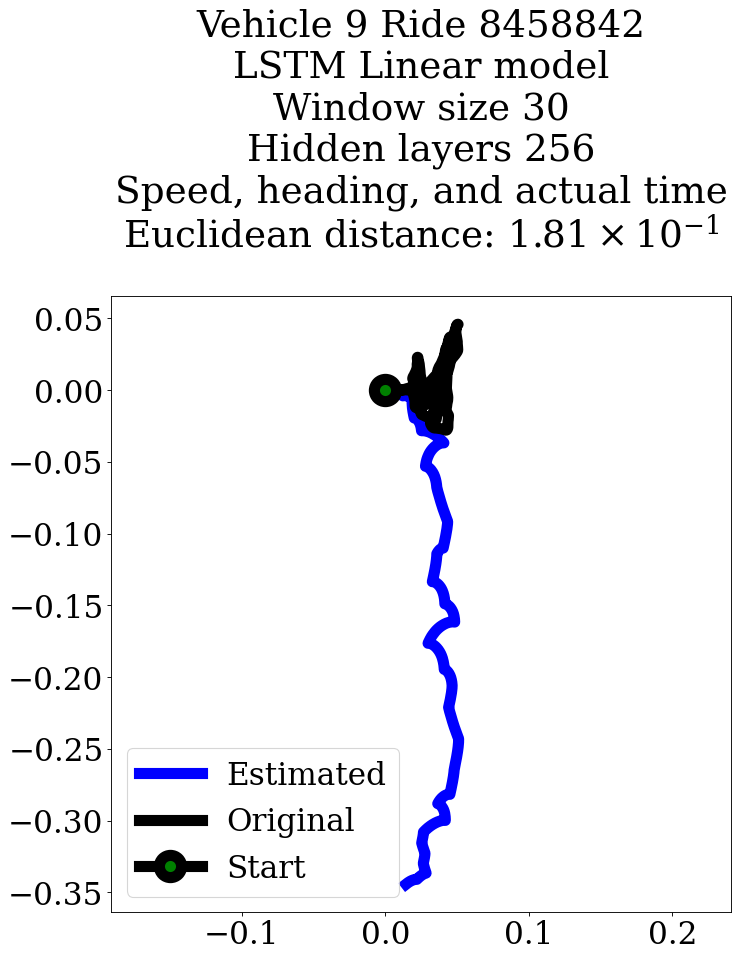 Vehicle 9 Ride 8458842
LSTM Linear model
Window size 30
Hidden layers 256
Speed, heading, and actual time
Euclidean distance: 1.81 × 10⁻¹
0.05
0.00
−0.05
−0.10
−0.15
−0.20
−0.25
−0.30
−0.35
Estimated
Original
Start
−0.1 0.0 0.1 0.2